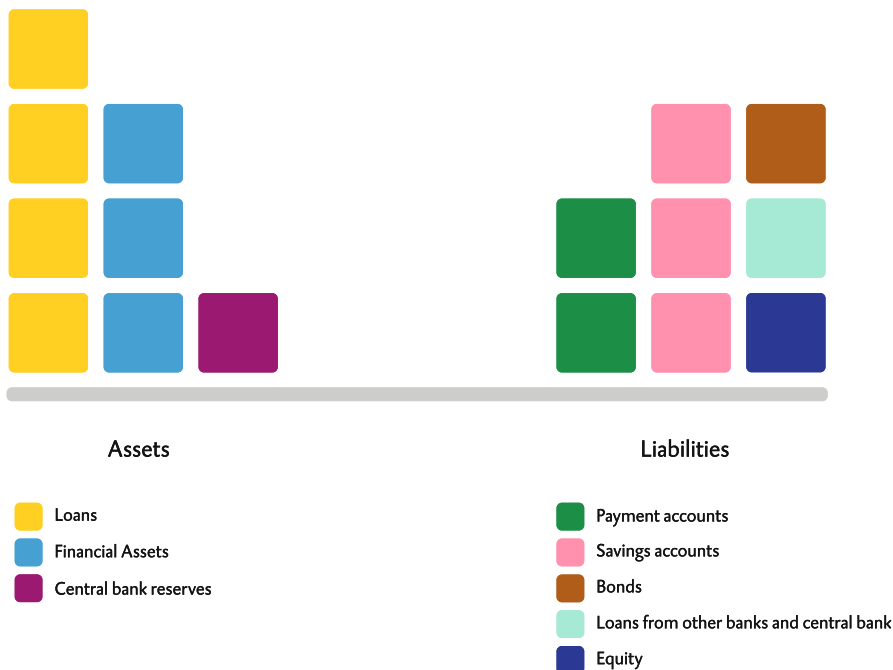 Assets
Liabilities
Loans
Financial Assets
Central bank reserves
Payment accounts
Savings accounts
Bonds
Loans from other banks and central bank
Equity